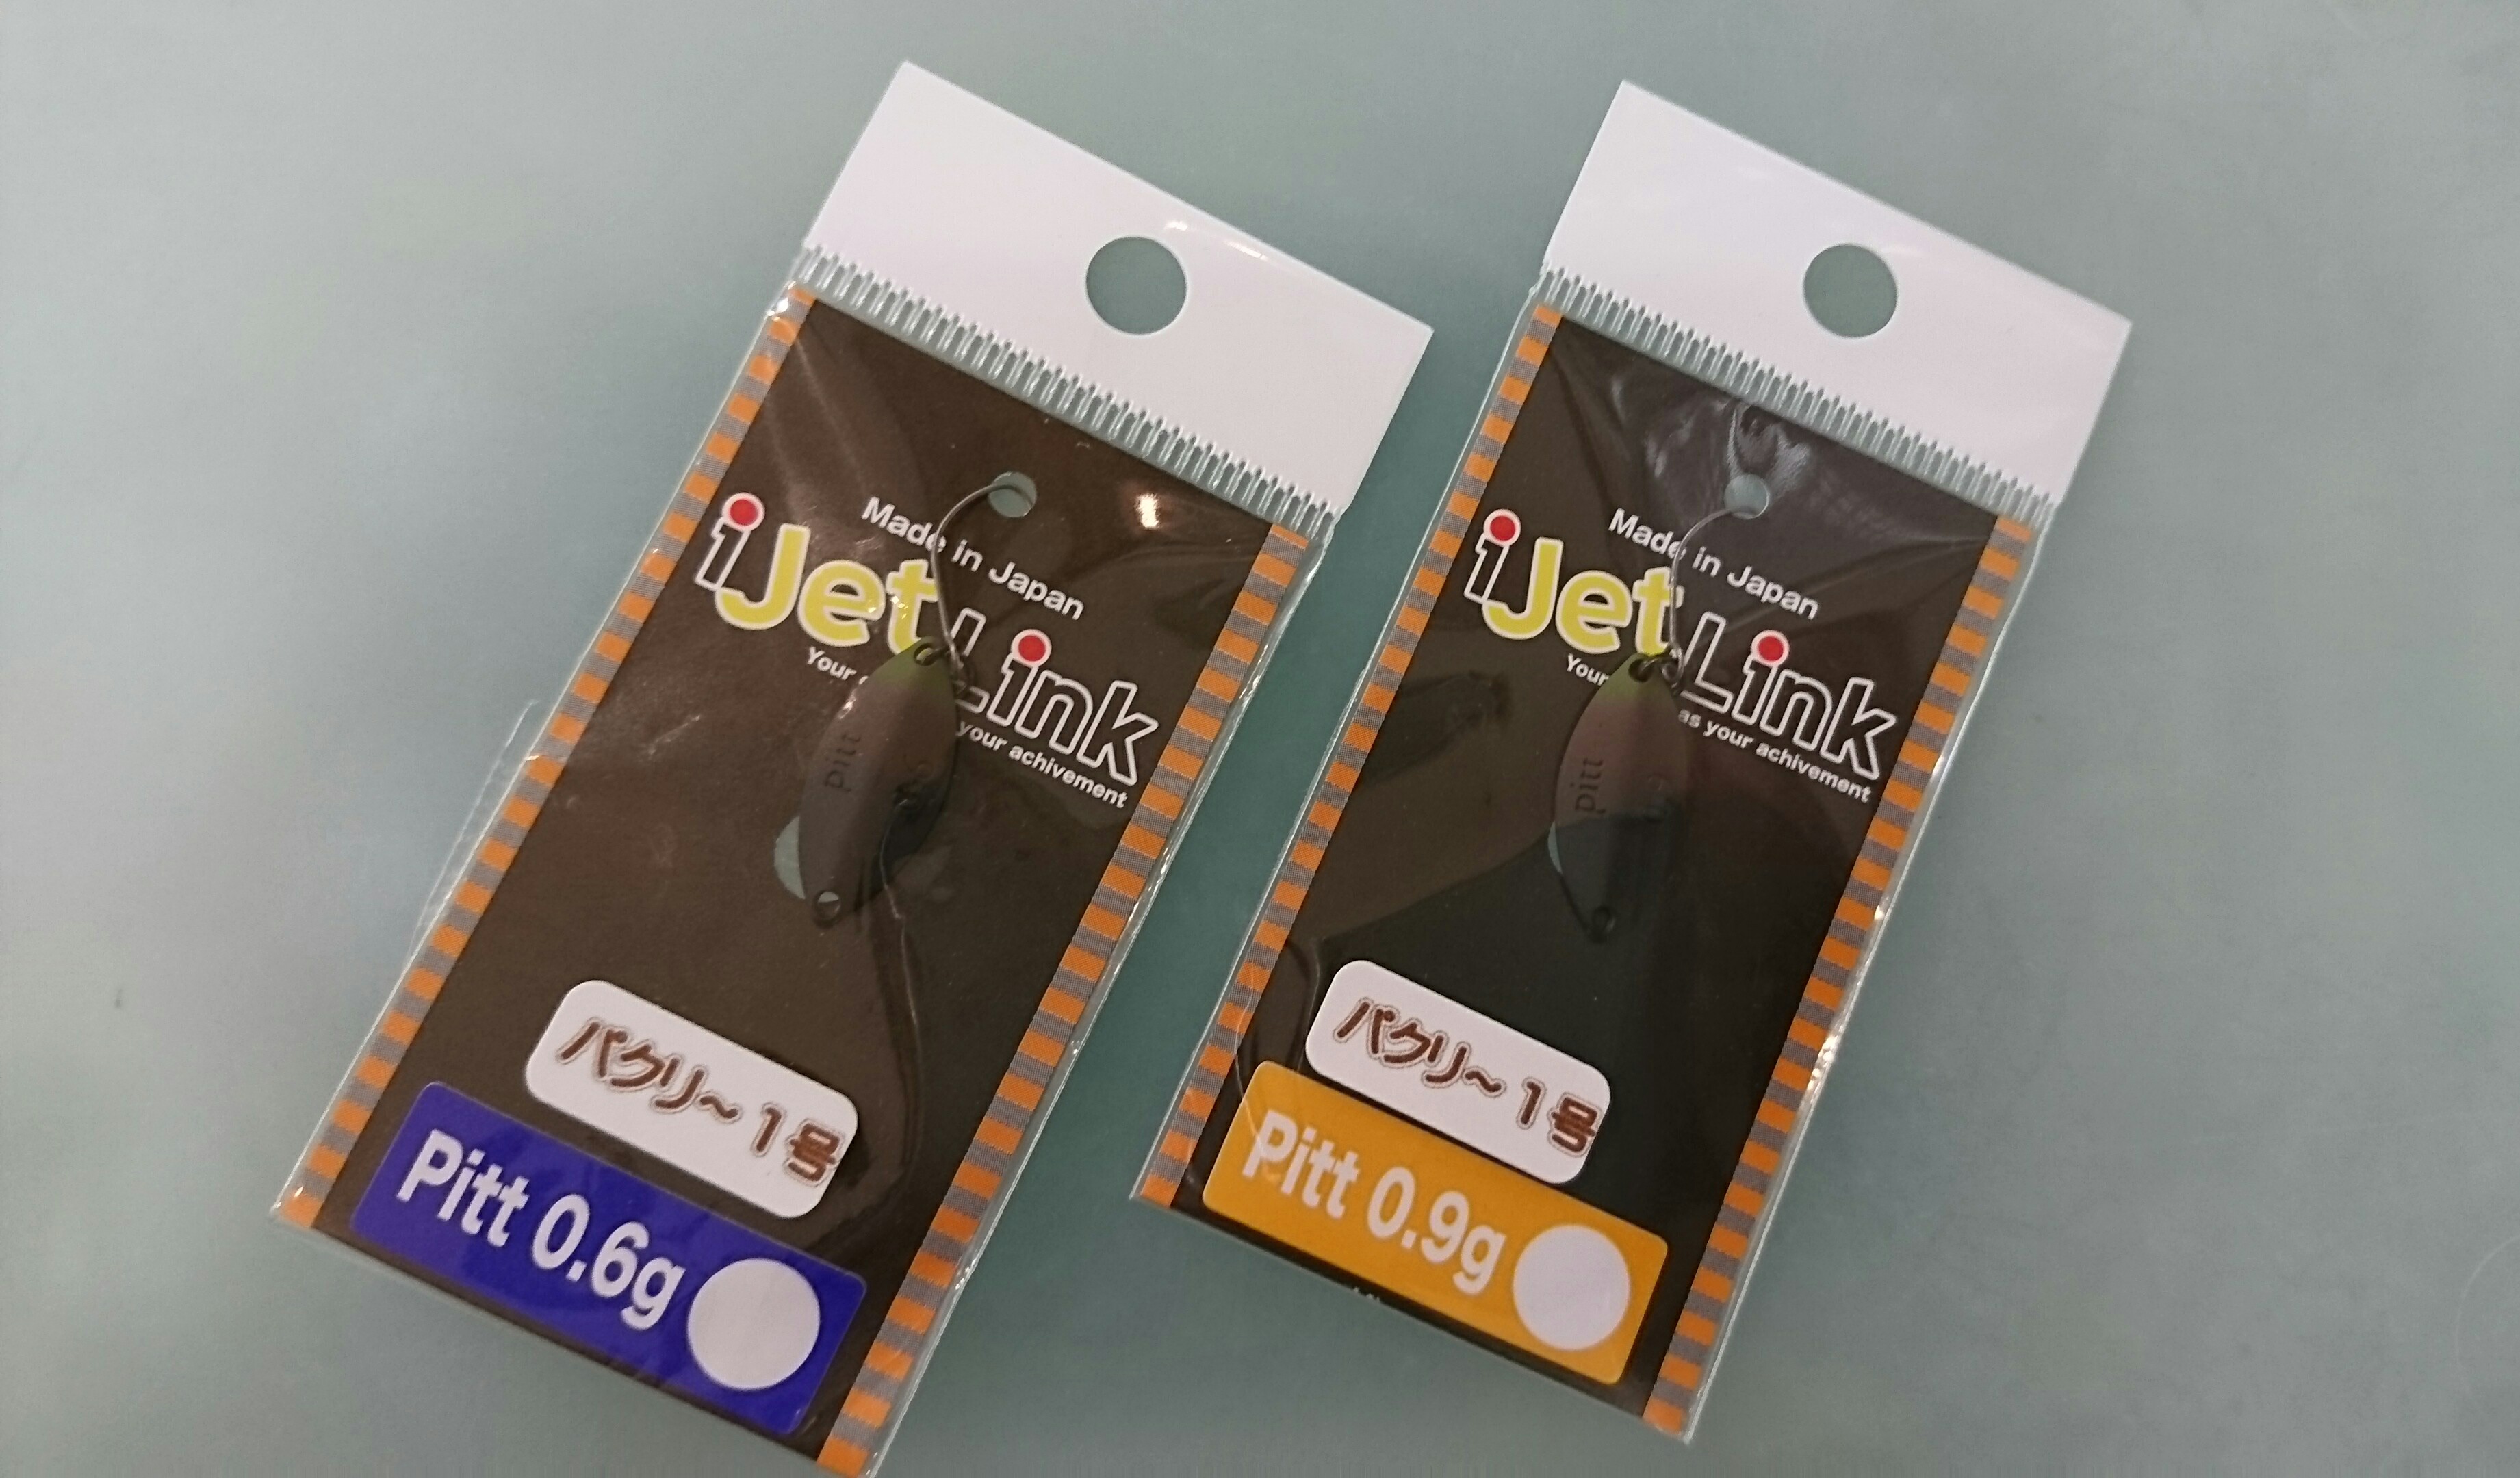 Made in Japan
iJetLink
Your
your achivement
Pitt
パクリ~1号
Pitt 0.6g
Made in Japan
iJetLink
Your
as your achivement
Pitt
パクリ~1号
Pitt 0.9g